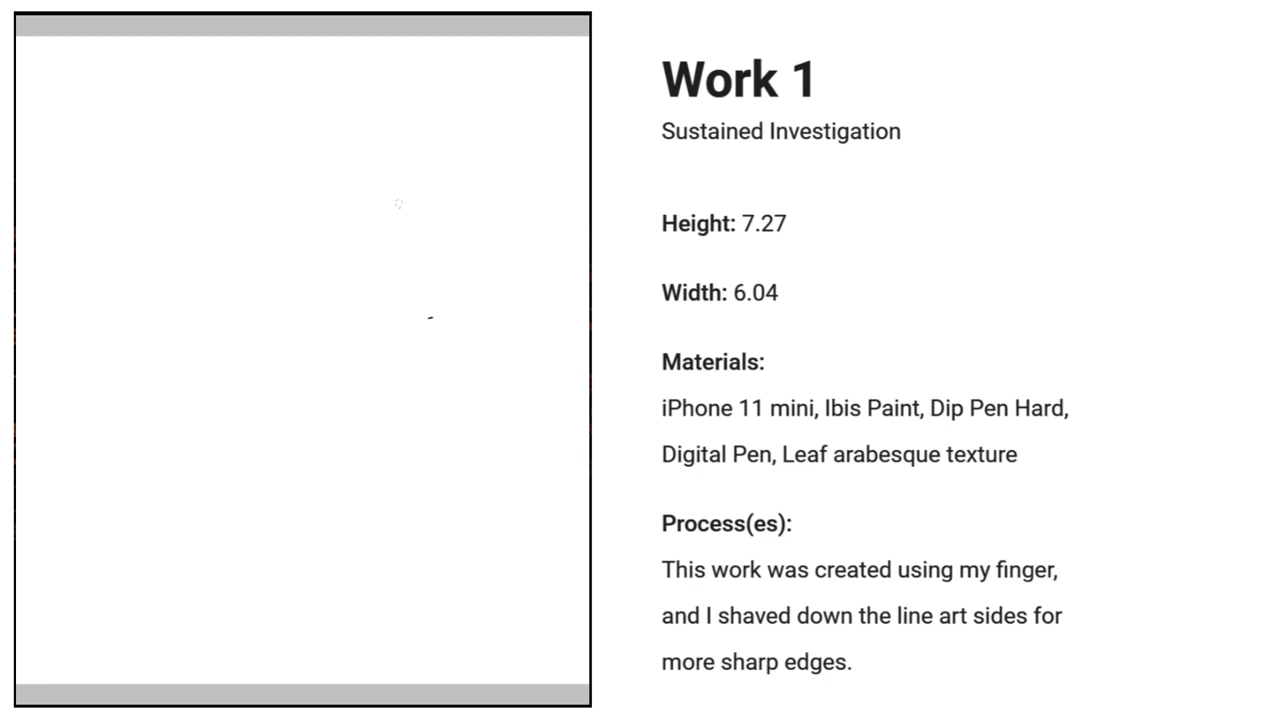 Work 1
Sustained Investigation
Height: 7.27
Width: 6.04
Materials:
iPhone 11 mini, Ibis Paint, Dip Pen Hard,
Digital Pen, Leaf arabesque texture
Process(es):
This work was created using my finger,
and I shaved down the line art sides for
more sharp edges.